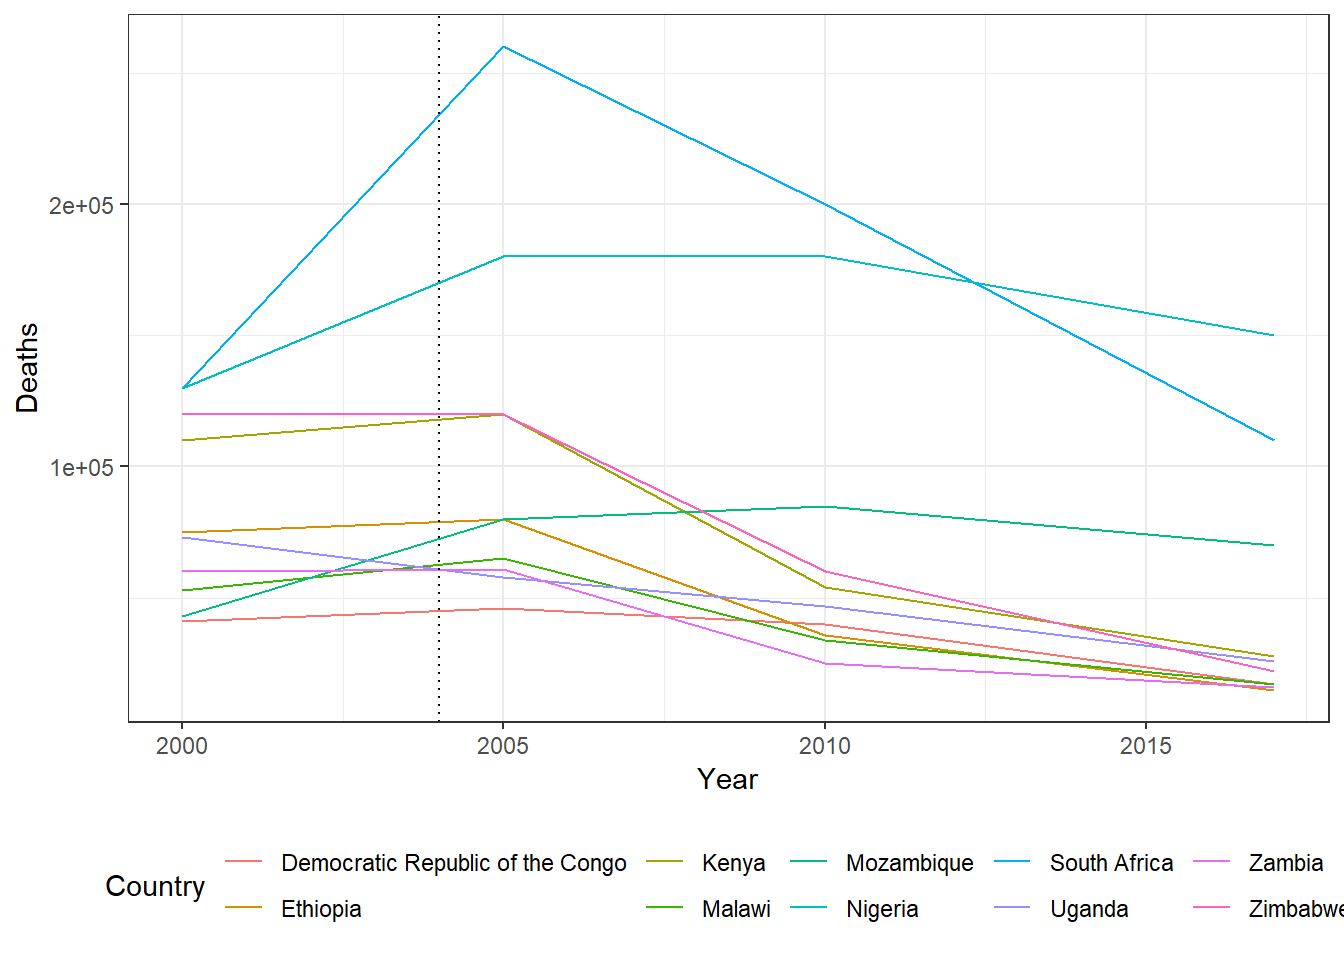 2e+05
1e+05
Deaths
2000 2005 2010 2015
Year
Country
Democratic Republic of the Congo Kenya Mozambique South Africa Zambia
Ethiopia Malawi Nigeria Uganda Zimbabwe